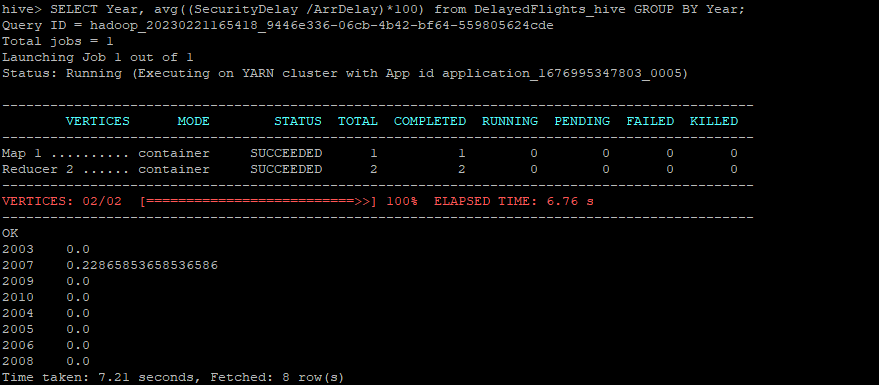 hive> SELECT Year, avg((SecurityDelay /ArrDelay)*100) from DelayedFlights_hive GROUP BY Year;
Query ID = hadoop_20230221165418_9446e336-06cb-4b42-bf64-559805624cde
Total jobs = 1
Launching Job 1 out of 1
Status: Running (Executing on YARN cluster with App id application_1676995347803_0005)
----------------------------------------------------------------------------------------------
VERTICES MODE STATUS TOTAL COMPLETED RUNNING PENDING FAILED KILLED
----------------------------------------------------------------------------------------------
Map 1 .......... container SUCCEEDED 1 1 0 0 0 0
Reducer 2 ...... container SUCCEEDED 2 2 0 0 0 0
----------------------------------------------------------------------------------------------
VERTICES: 02/02 [==========================>>] 100% ELAPSED TIME: 6.76 s
----------------------------------------------------------------------------------------------
OK
2003 0.0
2007 0.22865853658536586
2009 0.0
2010 0.0
2004 0.0
2005 0.0
2006 0.0
2008 0.0
Time taken: 7.21 seconds, Fetched: 8 row(s)